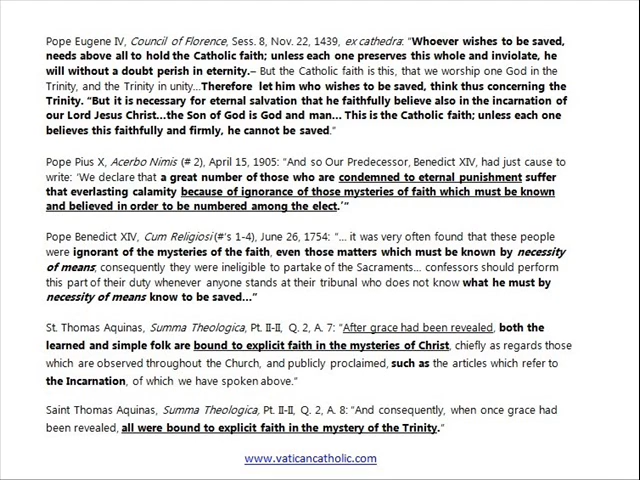 Pope Eugene IV, Council of Florence, Sess. 8, Nov. 22, 1439, ex cathedra: "Whoever wishes to be saved,
needs above all to hold the Catholic faith; unless each one preserves this whole and inviolate, he
will without a doubt perish in eternity.– But the Catholic faith is this, that we worship one God in the
Trinity, and the Trinity in unity...Therefore let him who wishes to be saved, think thus concerning the
Trinity. "But it is necessary for eternal salvation that he faithfully believe also in the incarnation of
our Lord Jesus Christ...the Son of God is God and man... This is the Catholic faith; unless each one
believes this faithfully and firmly, he cannot be saved."
Pope Pius X, Acerbo Nimis (# 2), April 15, 1905: "And so Our Predecessor, Benedict XIV, had just cause to
write: 'We declare that a great number of those who are condemned to eternal punishment suffer
that everlasting calamity because of ignorance of those mysteries of faith which must be known
and believed in order to be numbered among the elect.'"
Pope Benedict XIV, Cum Religiosi (#'s 1-4), June 26, 1754: "... it was very often found that these people
were ignorant of the mysteries of the faith, even those matters which must be known by necessity
of means; consequently they were ineligible to partake of the Sacraments... confessors should perform
this part of their duty whenever anyone stands at their tribunal who does not know what he must by
necessity of means know to be saved..."
St. Thomas Aquinas, Summa Theologica, Pt. II-II, Q. 2, A. 7: "After grace had been revealed, both the
learned and simple folk are bound to explicit faith in the mysteries of Christ, chiefly as regards those
which are observed throughout the Church, and publicly proclaimed, such as the articles which refer to
the Incarnation, of which we have spoken above."
Saint Thomas Aquinas, Summa Theologica, Pt. II-II, Q. 2, A. 8: "And consequently, when once grace had
been revealed, all were bound to explicit faith in the mystery of the Trinity."
www.vaticancatholic.com